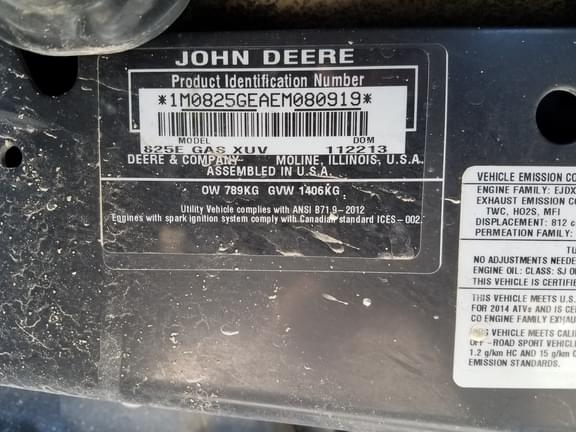 JOHN DEERE
Product Identification Number
*1M0825GEAEM080919*
MODEL DOM
825E GAS XUV 112213
DEERE & COMPANY MOLINE, ILLINOIS, U.S.A.
ASSEMBLED IN U.S.A.
0W 789KG GVW 1406KG
Utility Vehicle complies with ANSI B71.9-2012
Engines with spark ignition system comply with Canadian standard ICES-002
VEHICLE EMISSION CO
ENGINE FAMILY: EJDX
EXHAUST EMISSION CO
TWC, HO2S, MFI
DISPLACEMENT: 812 c
PERMEATION FAMILY:
TU
NO ADJUSTMENTS NEEDE
ENGINE OIL: CLASS: SJ O
THIS VEHICLE IS CERTIFIE
THIS VEHICLE MEETS U.S.
FOR 2014 ATVs AND IS CE
CO ENGINE FAMILY EXHAU
VEHICLE MEETS CALI
OFF-ROAD SPORT VEHICL
1.2 g/km HC AND 15 g/km C
EMISSION STANDARDS.